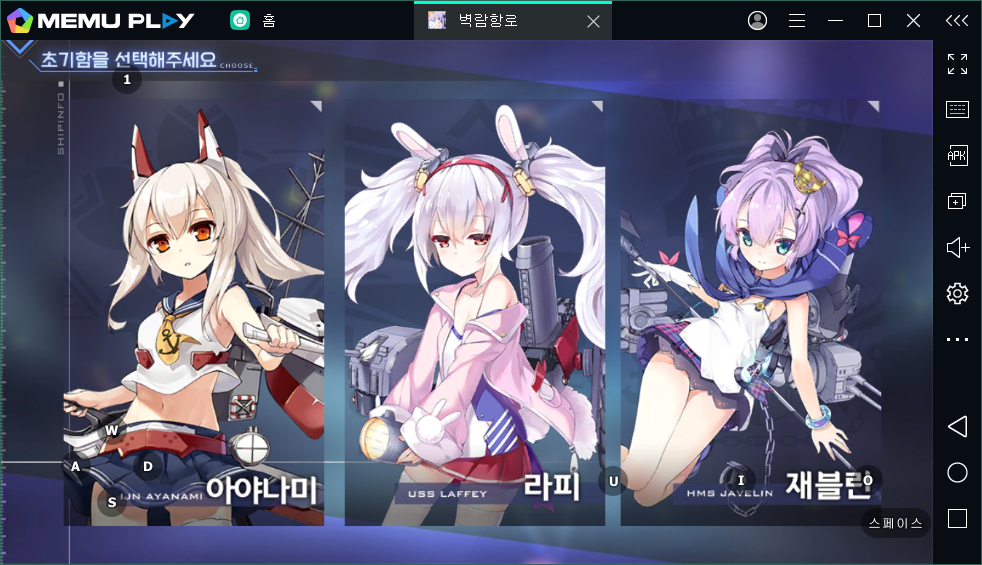 MEMU PLAY
홈
벽람항로
초기함을 선택해주세요 CHOOSE
1
SHIPINFO
APK
W
A
D
S
IJN AYANAMI 아야나미
USS LAFFEY 라피
U
I
HMS JAVELIN 재블린
O
스페이스